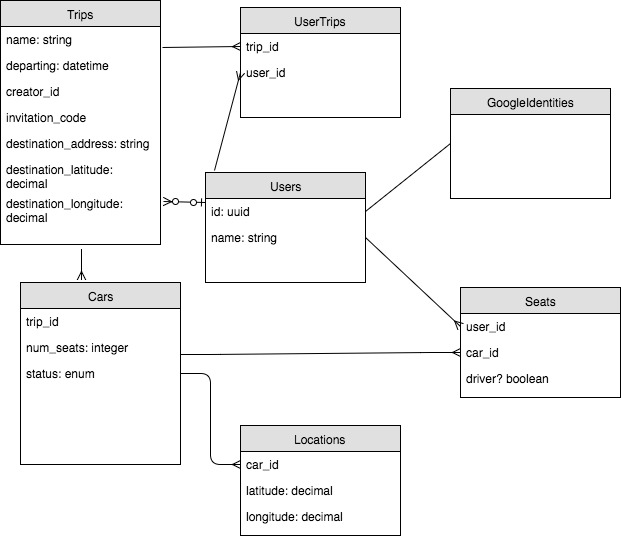 Trips
name: string
departing: datetime
creator_id
invitation_code
destination_address: string
destination_latitude:
decimal
destination_longitude:
decimal
UserTrips
trip_id
user_id
GoogleIdentities
Users
id: uuid
name: string
Cars
trip_id
num_seats: integer
status: enum
Seats
user_id
car_id
driver? boolean
Locations
car_id
latitude: decimal
longitude: decimal